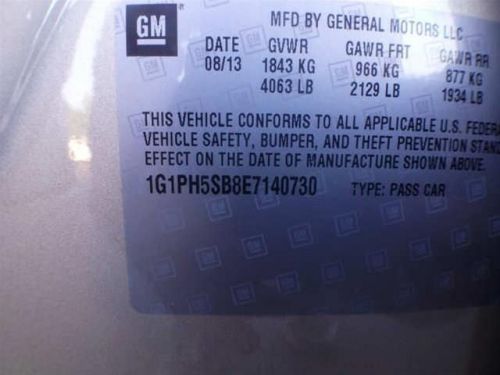 GM
MFD BY GENERAL MOTORS LLC
DATE GVWR GAWR FRT GAWR RR
08/13 1843 KG 966 KG 877 KG
4063 LB 2129 LB 1934 LB
THIS VEHICLE CONFORMS TO ALL APPLICABLE U.S. FEDERA
VEHICLE SAFETY, BUMPER, AND THEFT PREVENTION STAND
EFFECT ON THE DATE OF MANUFACTURE SHOWN ABOVE.
1G1PH5SB8E7140730 TYPE: PASS CAR